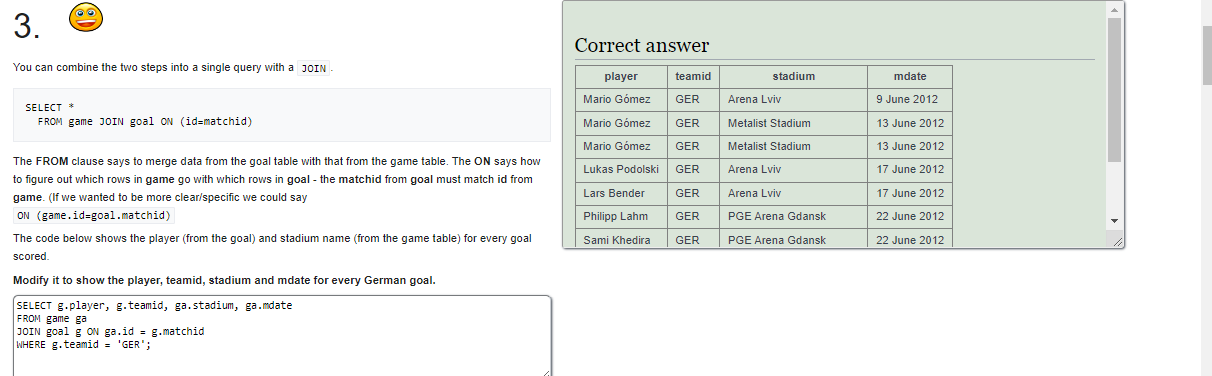 3.
You can combine the two steps into a single query with a JOIN.
SELECT *
FROM game JOIN goal ON (id=matchid)
The FROM clause says to merge data from the goal table with that from the game table. The ON says how
to figure out which rows in game go with which rows in goal - the matchid from goal must match id from
game. (If we wanted to be more clear/specific we could say
ON (game.id=goal.matchid)
The code below shows the player (from the goal) and stadium name (from the game table) for every goal
scored.
Modify it to show the player, teamid, stadium and mdate for every German goal.
SELECT g.player, g.teamid, ga.stadium, ga.mdate
FROM game ga
JOIN goal g ON ga.id = g.matchid
WHERE g.teamid = 'GER';
Correct answer
player teamid stadium mdate
Mario Gómez GER Arena Lviv 9 June 2012
Mario Gómez GER Metalist Stadium 13 June 2012
Mario Gómez GER Metalist Stadium 13 June 2012
Lukas Podolski GER Arena Lviv 17 June 2012
Lars Bender GER Arena Lviv 17 June 2012
Philipp Lahm GER PGE Arena Gdansk 22 June 2012
Sami Khedira GER PGE Arena Gdansk 22 June 2012